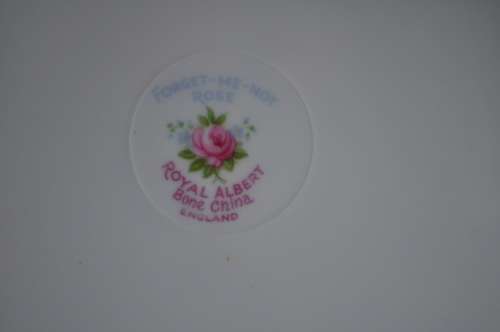 FORGET-ME-NOT
ROSE
ROYAL ALBERT
Bone China
ENGLAND